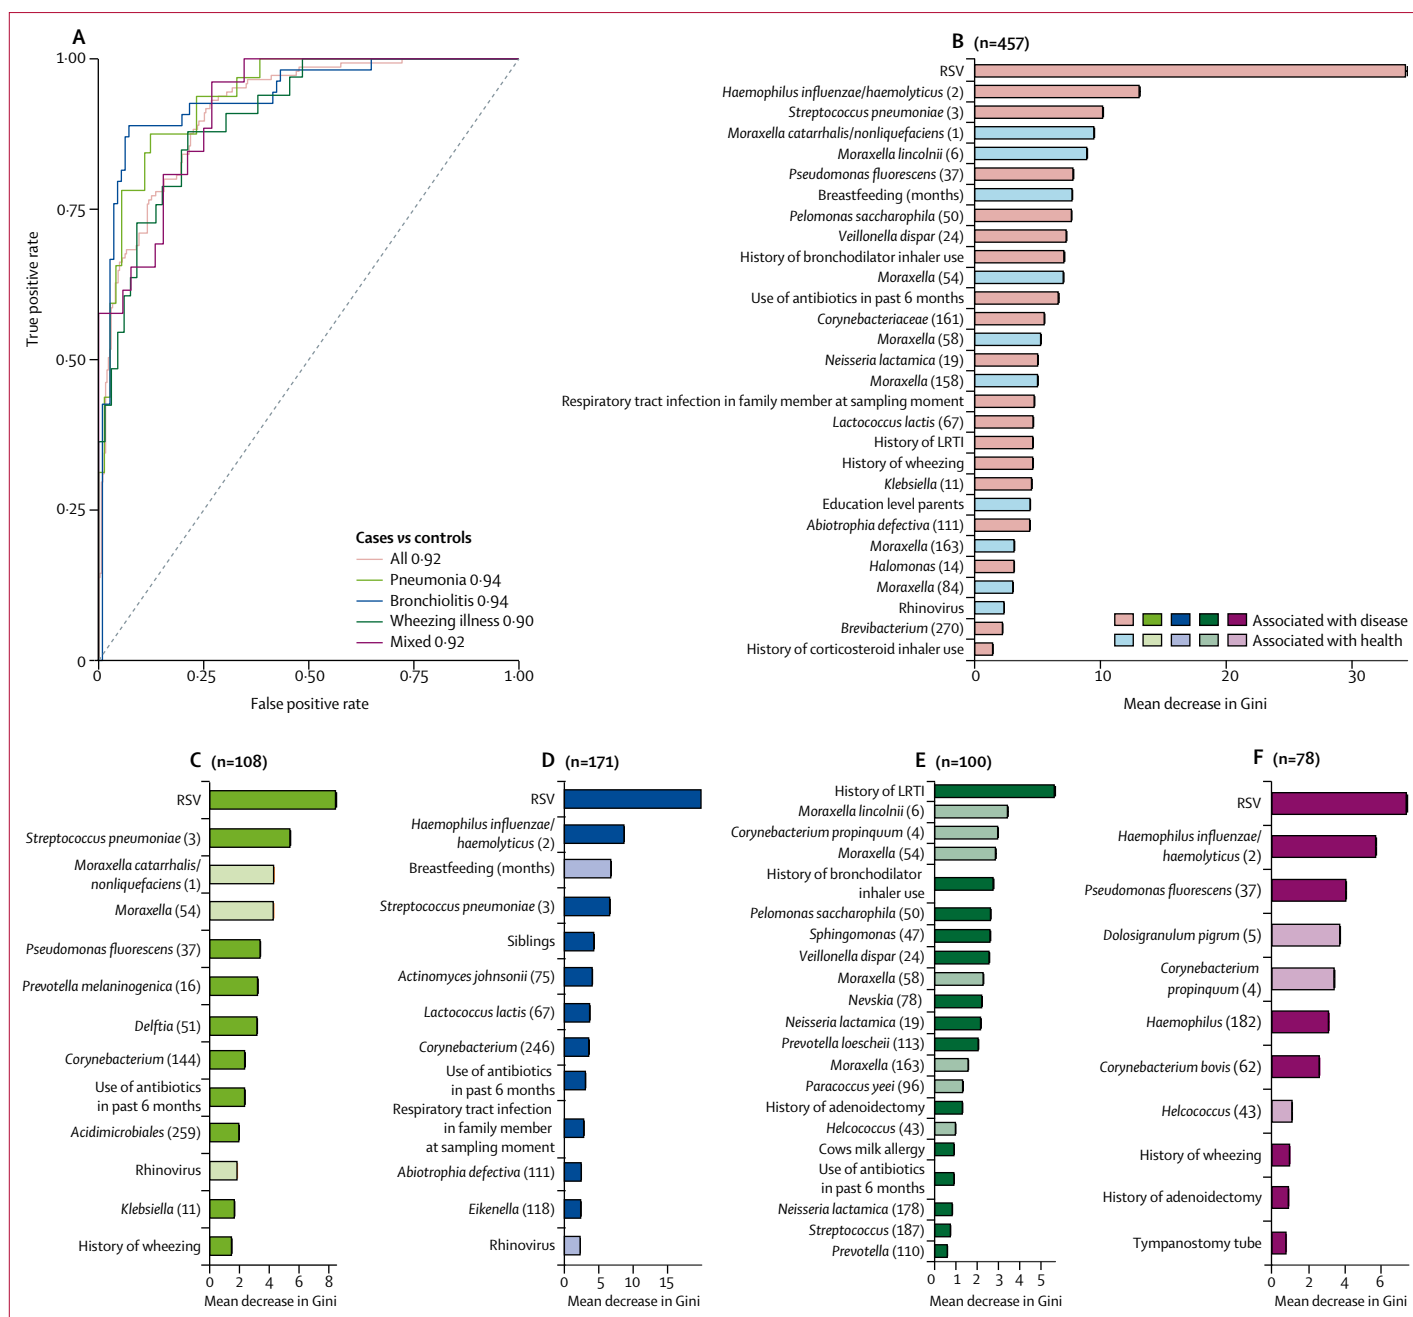 A
1·00
0·75
0·50
0·25
0
0
0·25
0·50
0·75
1·00
True positive rate
False positive rate
Cases vs controls
All 0·92
Pneumonia 0·94
Bronchiolitis 0·94
Wheezing illness 0·90
Mixed 0·92
B (n=457)
RSV
Haemophilus influenzae/haemolyticus (2)
Streptococcus pneumoniae (3)
Moraxella catarrhalis/nonliquefaciens (1)
Moraxella lincolnii (6)
Pseudomonas fluorescens (37)
Breastfeeding (months)
Pelomonas saccharophila (50)
Veillonella dispar (24)
History of bronchodilator inhaler use
Moraxella (54)
Use of antibiotics in past 6 months
Corynebacteriaceae (161)
Moraxella (58)
Neisseria lactamica (19)
Moraxella (158)
Respiratory tract infection in family member at sampling moment
Lactococcus lactis (67)
History of LRTI
History of wheezing
Klebsiella (11)
Education level parents
Abiotrophia defectiva (111)
Moraxella (163)
Halomonas (14)
Moraxella (84)
Rhinovirus
Brevibacterium (270)
History of corticosteroid inhaler use
Associated with disease
Associated with health
0
10
20
30
Mean decrease in Gini
C (n=108)
RSV
Streptococcus pneumoniae (3)
Moraxella catarrhalis/
nonliquefaciens (1)
Moraxella (54)
Pseudomonas fluorescens (37)
Prevotella melaninogenica (16)
Delftia (51)
Corynebacterium (144)
Use of antibiotics
in past 6 months
Acidimicrobiales (259)
Rhinovirus
Klebsiella (11)
History of wheezing
0
2
4
6
8
Mean decrease in Gini
D (n=171)
RSV
Haemophilus influenzae/
haemolyticus (2)
Breastfeeding (months)
Streptococcus pneumoniae (3)
Siblings
Actinomyces johnsonii (75)
Lactococcus lactis (67)
Corynebacterium (246)
Use of antibiotics
in past 6 months
Respiratory tract infection
in family member
at sampling moment
Abiotrophia defectiva (111)
Eikenella (118)
Rhinovirus
0
5
10
15
Mean decrease in Gini
E (n=100)
History of LRTI
Moraxella lincolnii (6)
Corynebacterium propinquum (4)
Moraxella (54)
History of bronchodilator
inhaler use
Pelomonas saccharophila (50)
Sphingomonas (47)
Veillonella dispar (24)
Moraxella (58)
Nevskia (78)
Neisseria lactamica (19)
Prevotella loescheii (113)
Moraxella (163)
Paracoccus yeei (96)
History of adenoidectomy
Helcococcus (43)
Cows milk allergy
Use of antibiotics
in past 6 months
Neisseria lactamica (178)
Streptococcus (187)
Prevotella (110)
0
1
2
3
4
5
Mean decrease in Gini
F (n=78)
RSV
Haemophilus influenzae/
haemolyticus (2)
Pseudomonas fluorescens (37)
Dolosigranulum pigrum (5)
Corynebacterium
propinquum (4)
Haemophilus (182)
Corynebacterium bovis (62)
Helcococcus (43)
History of wheezing
History of adenoidectomy
Tympanostomy tube
0
2
4
6
Mean decrease in Gini